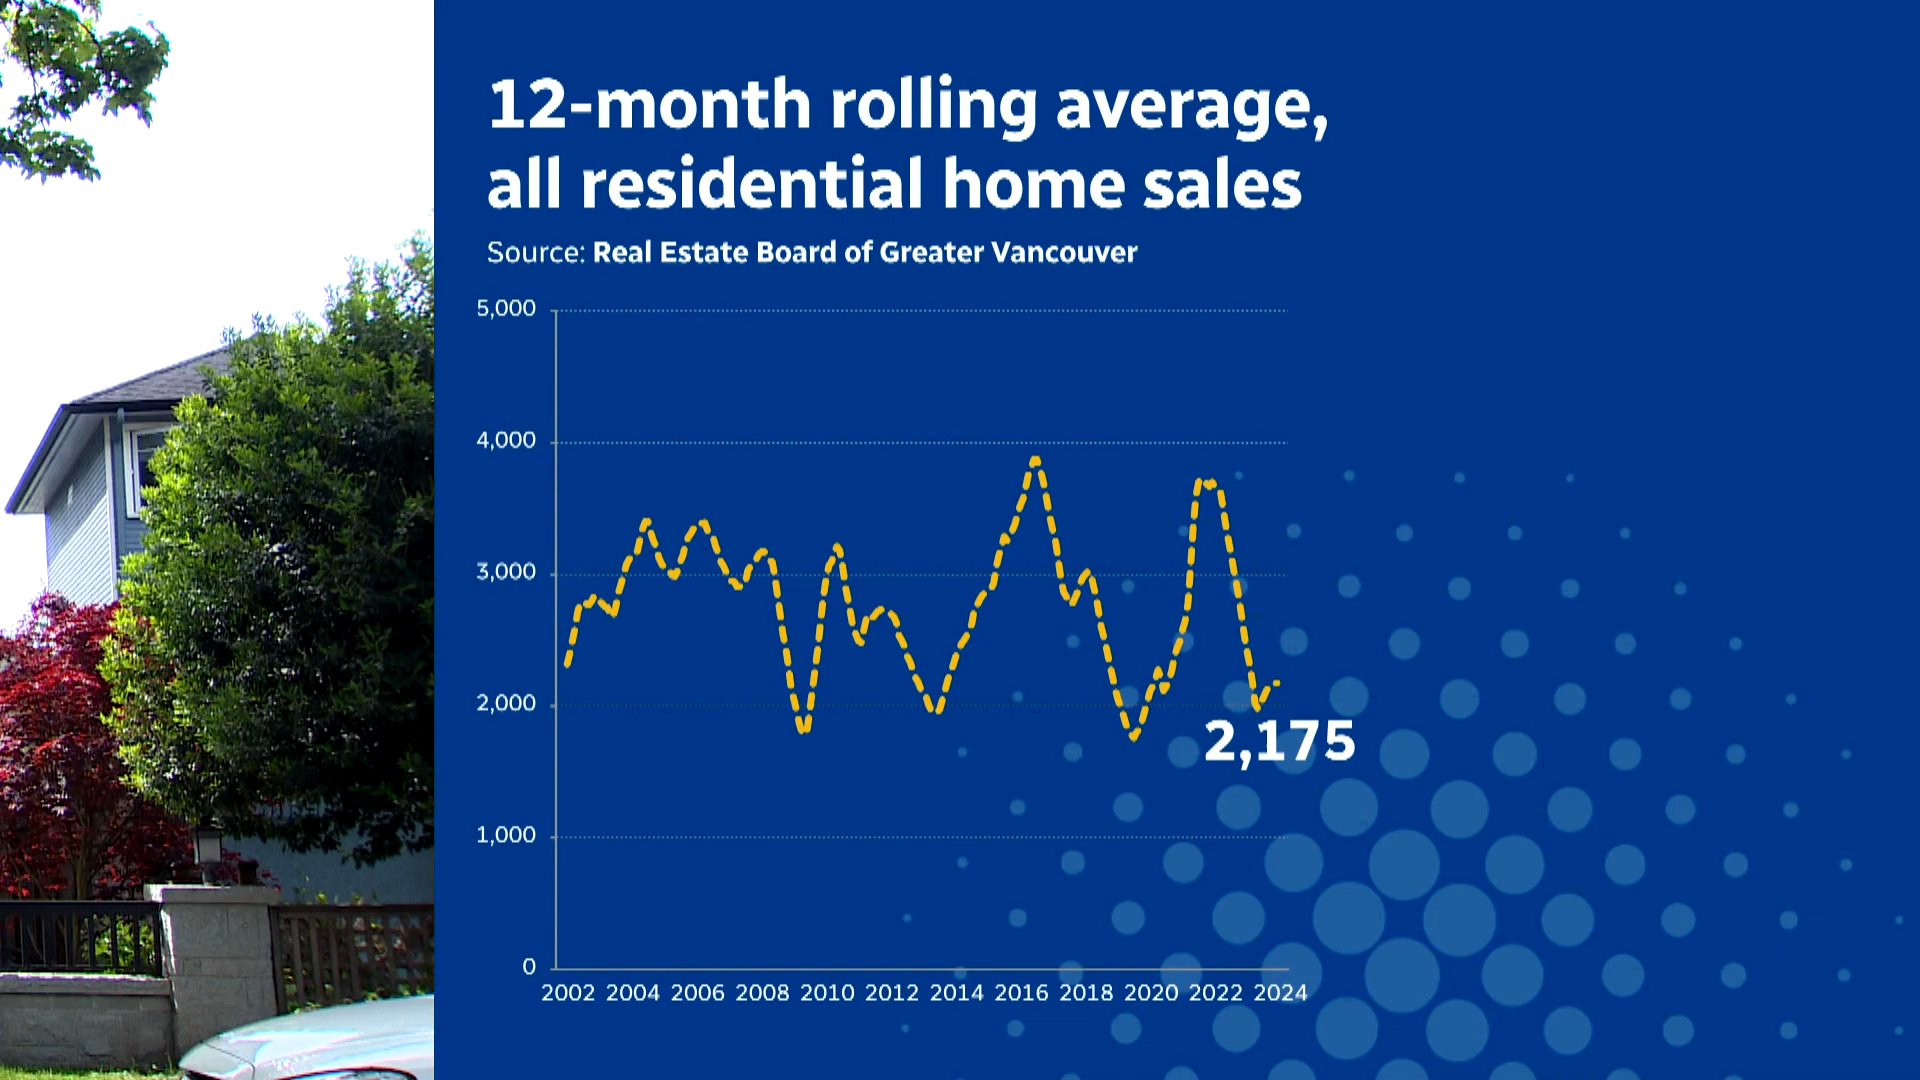 12-month rolling average,
all residential home sales
Source: Real Estate Board of Greater Vancouver
5,000
4,000
3,000
2,000
1,000
0
2,175
2002 2004 2006 2008 2010 2012 2014 2016 2018 2020 2022 2024